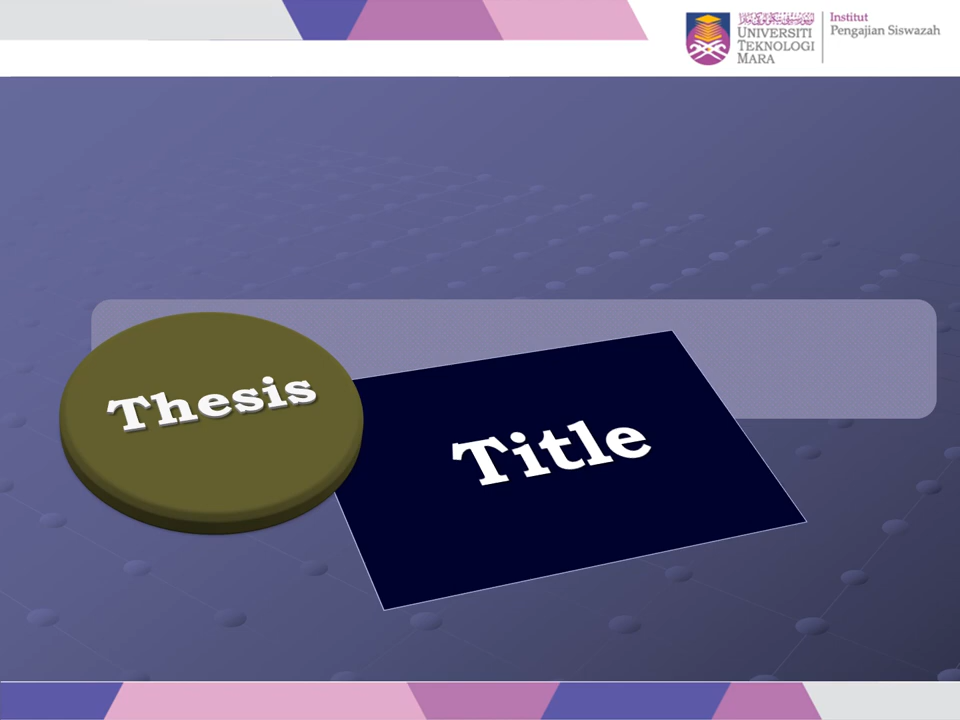 UNIVERSITI
TEKNOLOGI
MARA
Institut
Pengajian Siswazah
Thesis
Title